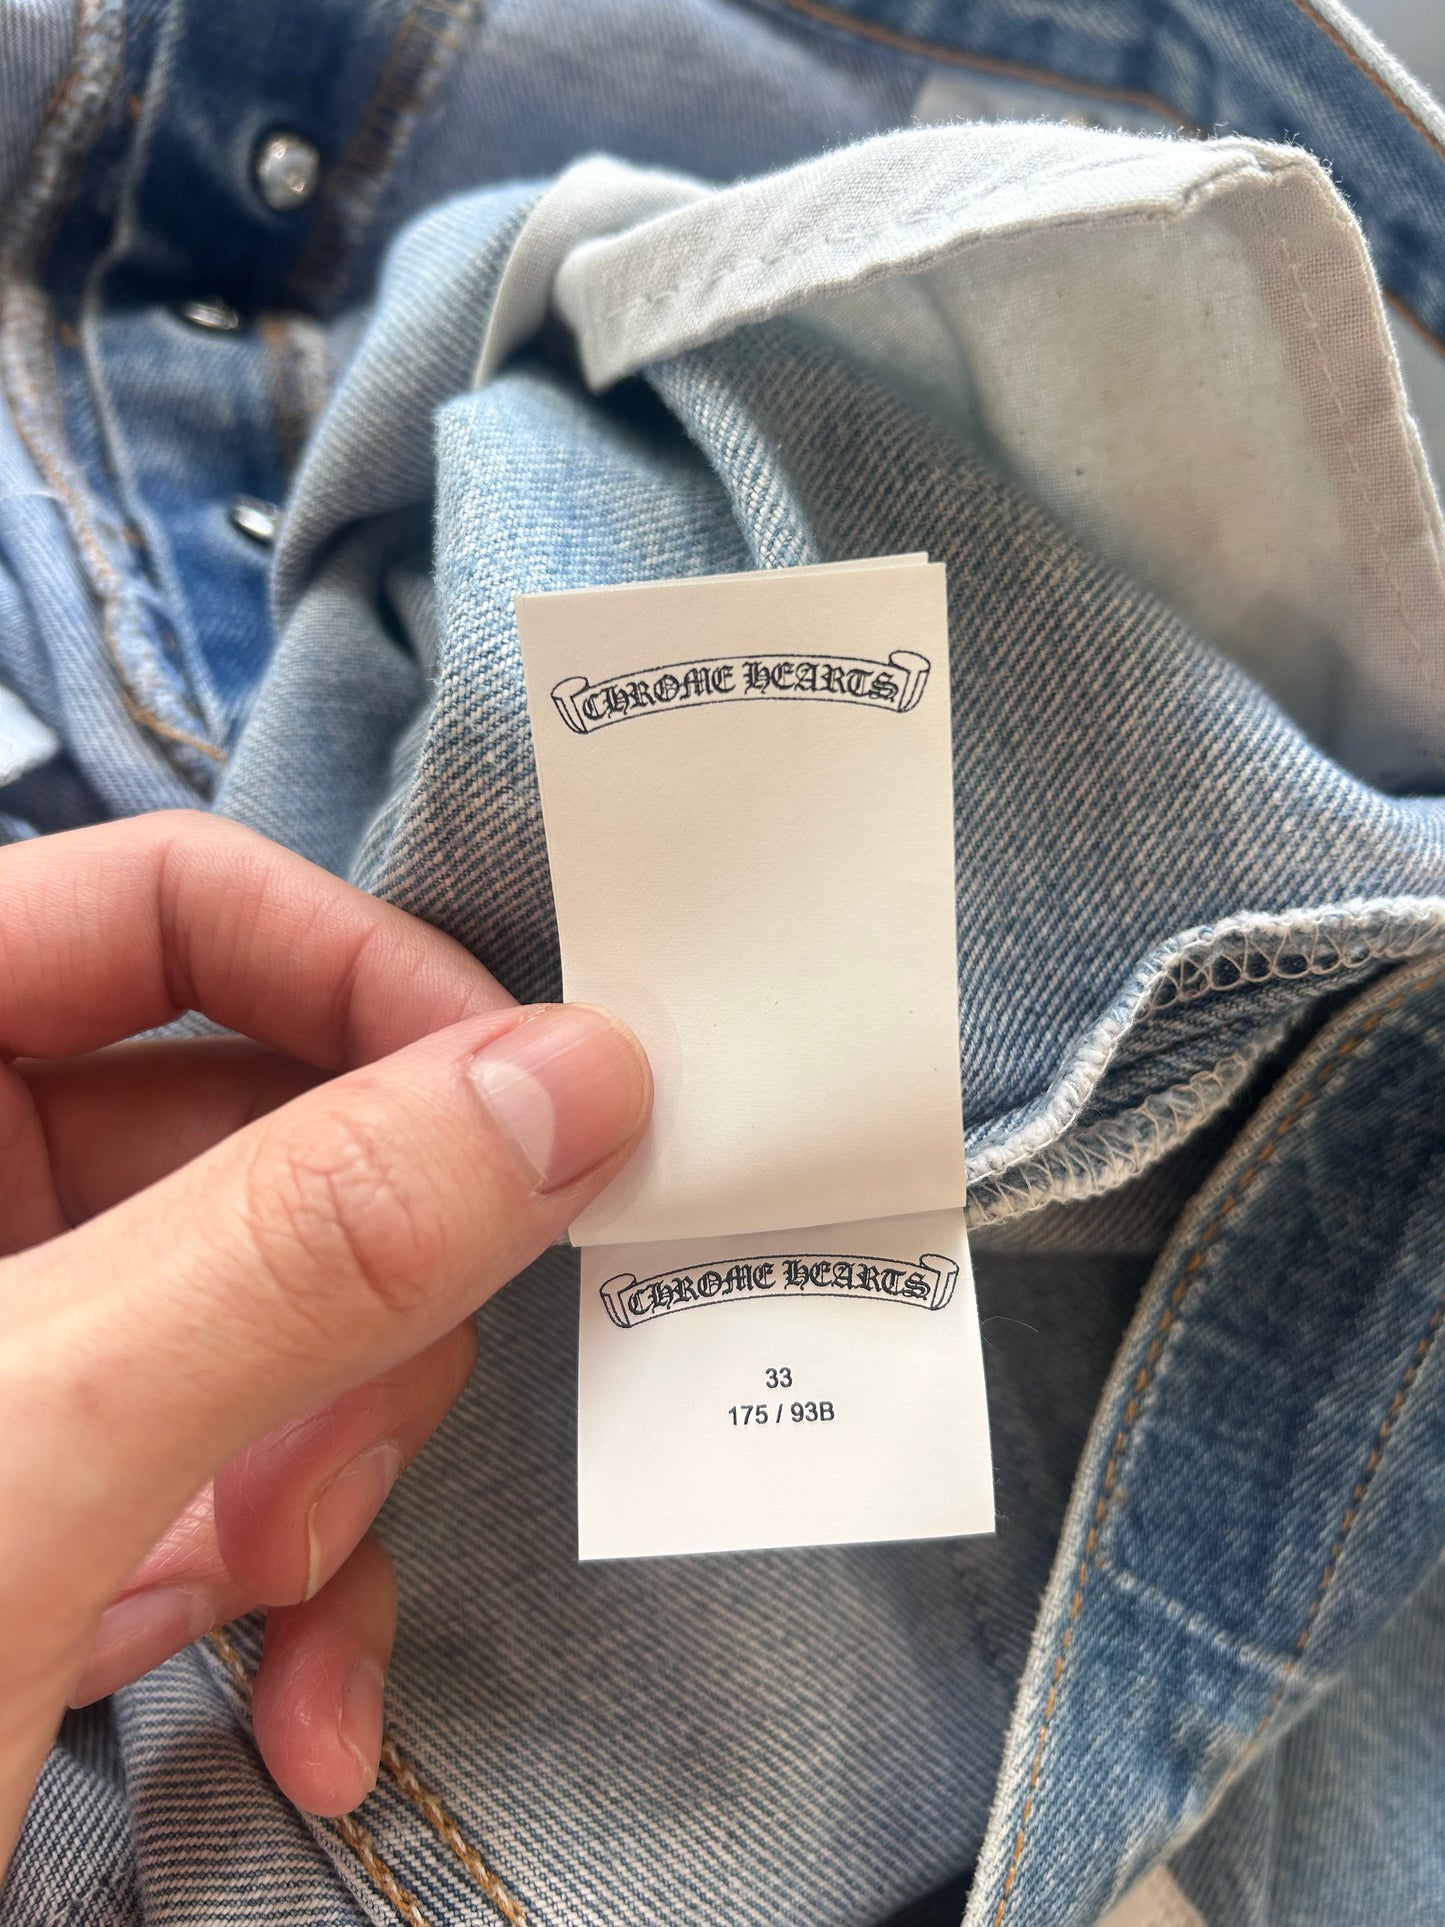 CHROME HEARTS
CHROME HEARTS
33
175 / 93B